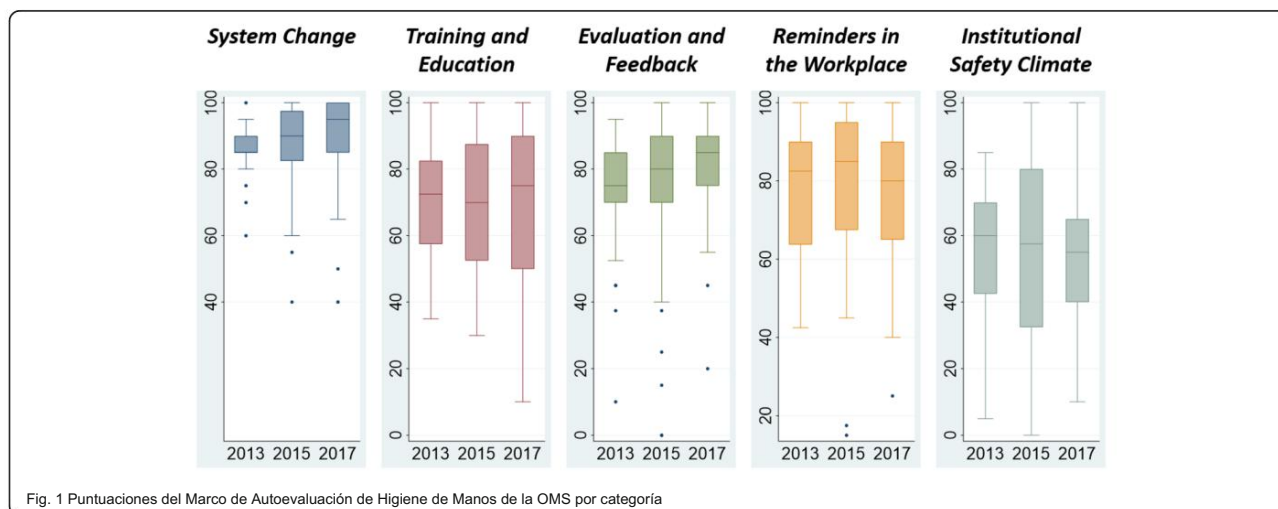 System Change
Training and
Education
Evaluation and
Feedback
Reminders in
the Workplace
Institutional
Safety Climate
100
80
60
40
2013 2015 2017
100
80
60
40
20
0
2013 2015 2017
100
80
60
40
20
0
2013 2015 2017
100
80
60
40
20
2013 2015 2017
100
80
60
40
20
0
2013 2015 2017
Fig. 1 Puntuaciones del Marco de Autoevaluación de Higiene de Manos de la OMS por categoría